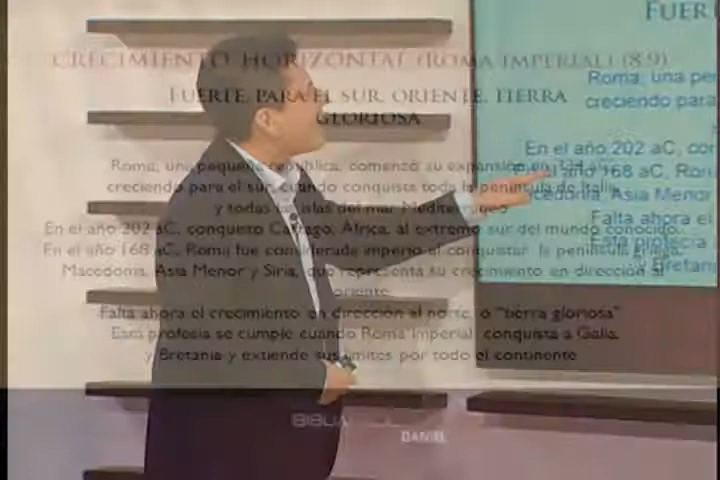 CRECIMIENTO HORIZONTAL (ROMA IMPERIAL) (8.9)
FUERTE PARA EL SUR, ORIENTE, TIERRA
GLORIOSA
Roma, una pequeña república, comenzó su expansión en
creciendo para el sur, cuando conquista toda la península de Italia
y todas las islas del mar Mediterráneo
En el año 202 aC, conquisto Cartago, África, al extremo sur del mundo conocido.
En el año 168 aC, Roma fue considerada imperio al conquistar la península griega,
Macedonia, Asia Menor y Siria, que representa su crecimiento en dirección al
oriente.
Falta ahora el crecimiento en dirección al norte, o "tierra gloriosa"
Esta profesía se cumple cuando Roma Imperial conquista a Galia,
y Bretania y extiende sus límites por todo el continente
FUER
Roma, una pe
creciendo para
En el año 202 aC, con
En el año 168 aC, Rom
Macedonia, Asia Menor
Falta ahora el
Esta profecía
y Bretani
BIBLIA
DANIEL